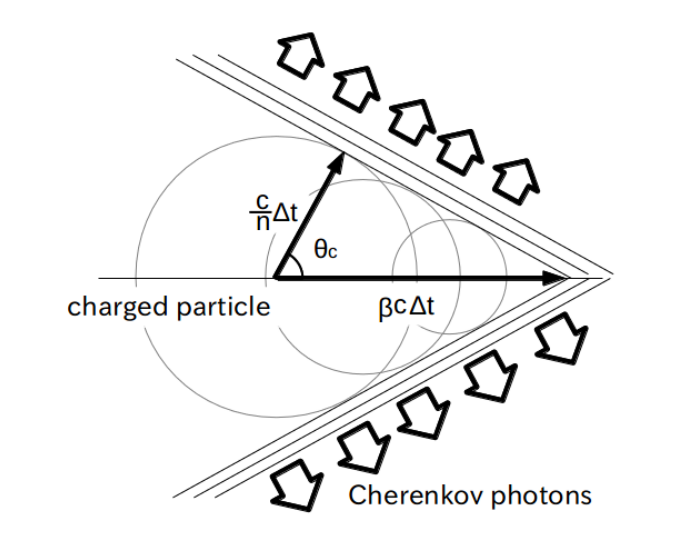 c
n Δt
θc
charged particle
βcΔt
Cherenkov photons